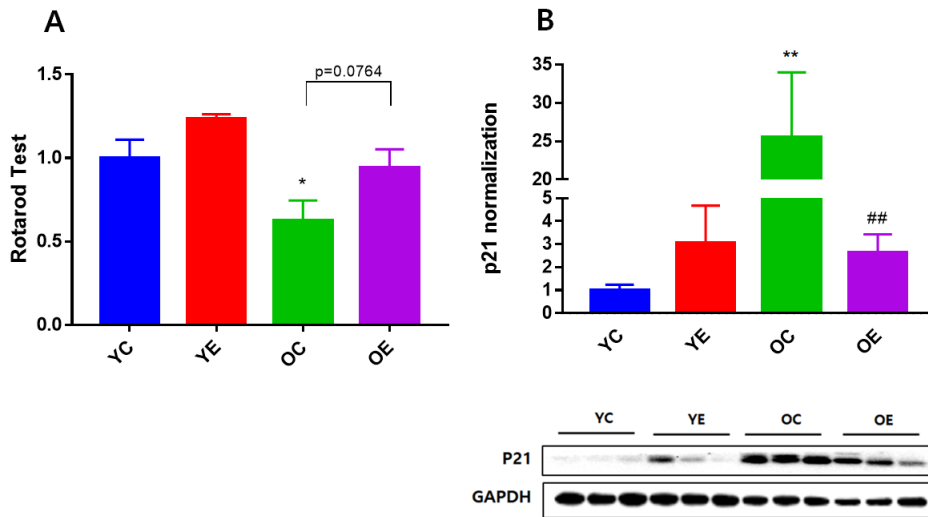 A
Rotarod Test
1.5
1.0
0.5
0.0
p=0.0764
*
YC
YE
OC
OE
B
p21 normalization
35
30
25
20
5
4
3
2
1
0
**
##
YC
YE
OC
OE
YC YE OC OE
P21
GAPDH